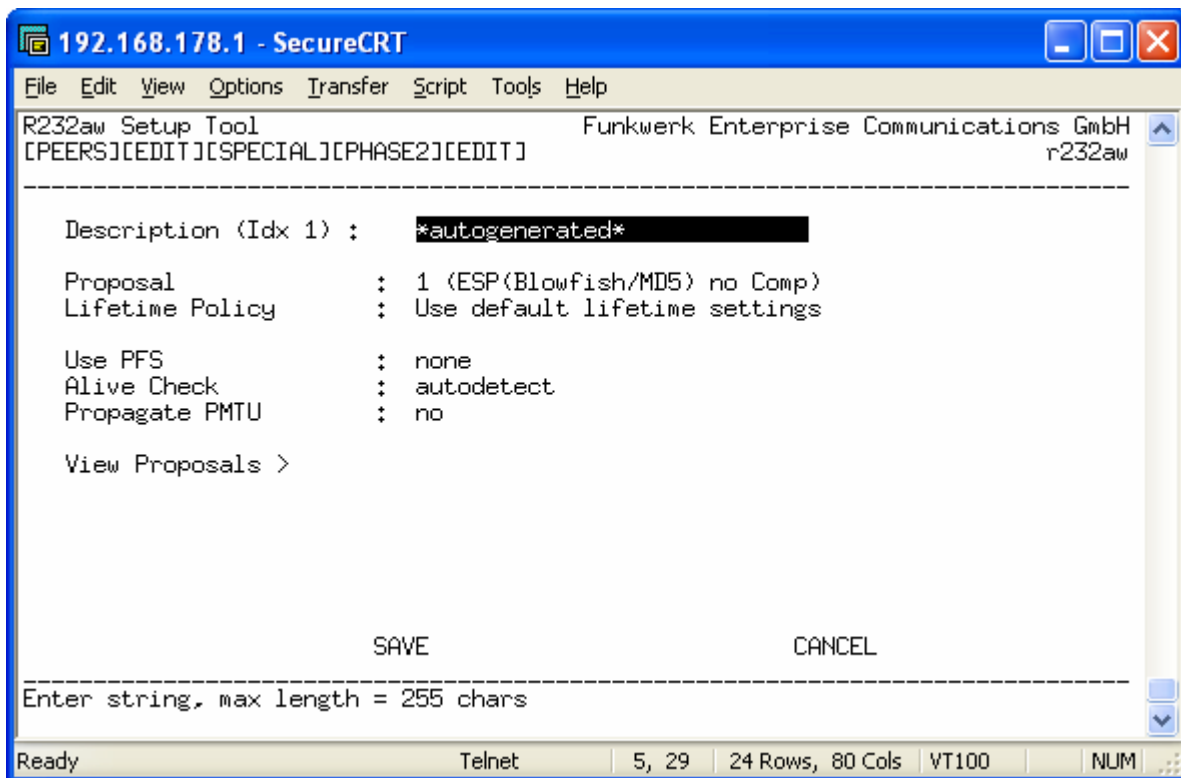 192.168.178.1 - SecureCRT
File Edit View Options Transfer Script Tools Help
R232aw Setup Tool Funkwerk Enterprise Communications GmbH
[PEERS][EDIT][SPECIAL][PHASE2][EDIT] r232aw
Description (Idx 1) : *autogenerated*
Proposal : 1 (ESP(Blowfish/MD5) no Comp)
Lifetime Policy : Use default lifetime settings
Use PFS : none
Alive Check : autodetect
Propagate PMTU : no
View Proposals >
SAVE CANCEL
Enter string, max length = 255 chars
Ready Telnet 5, 29 24 Rows, 80 Cols VT100 NUM